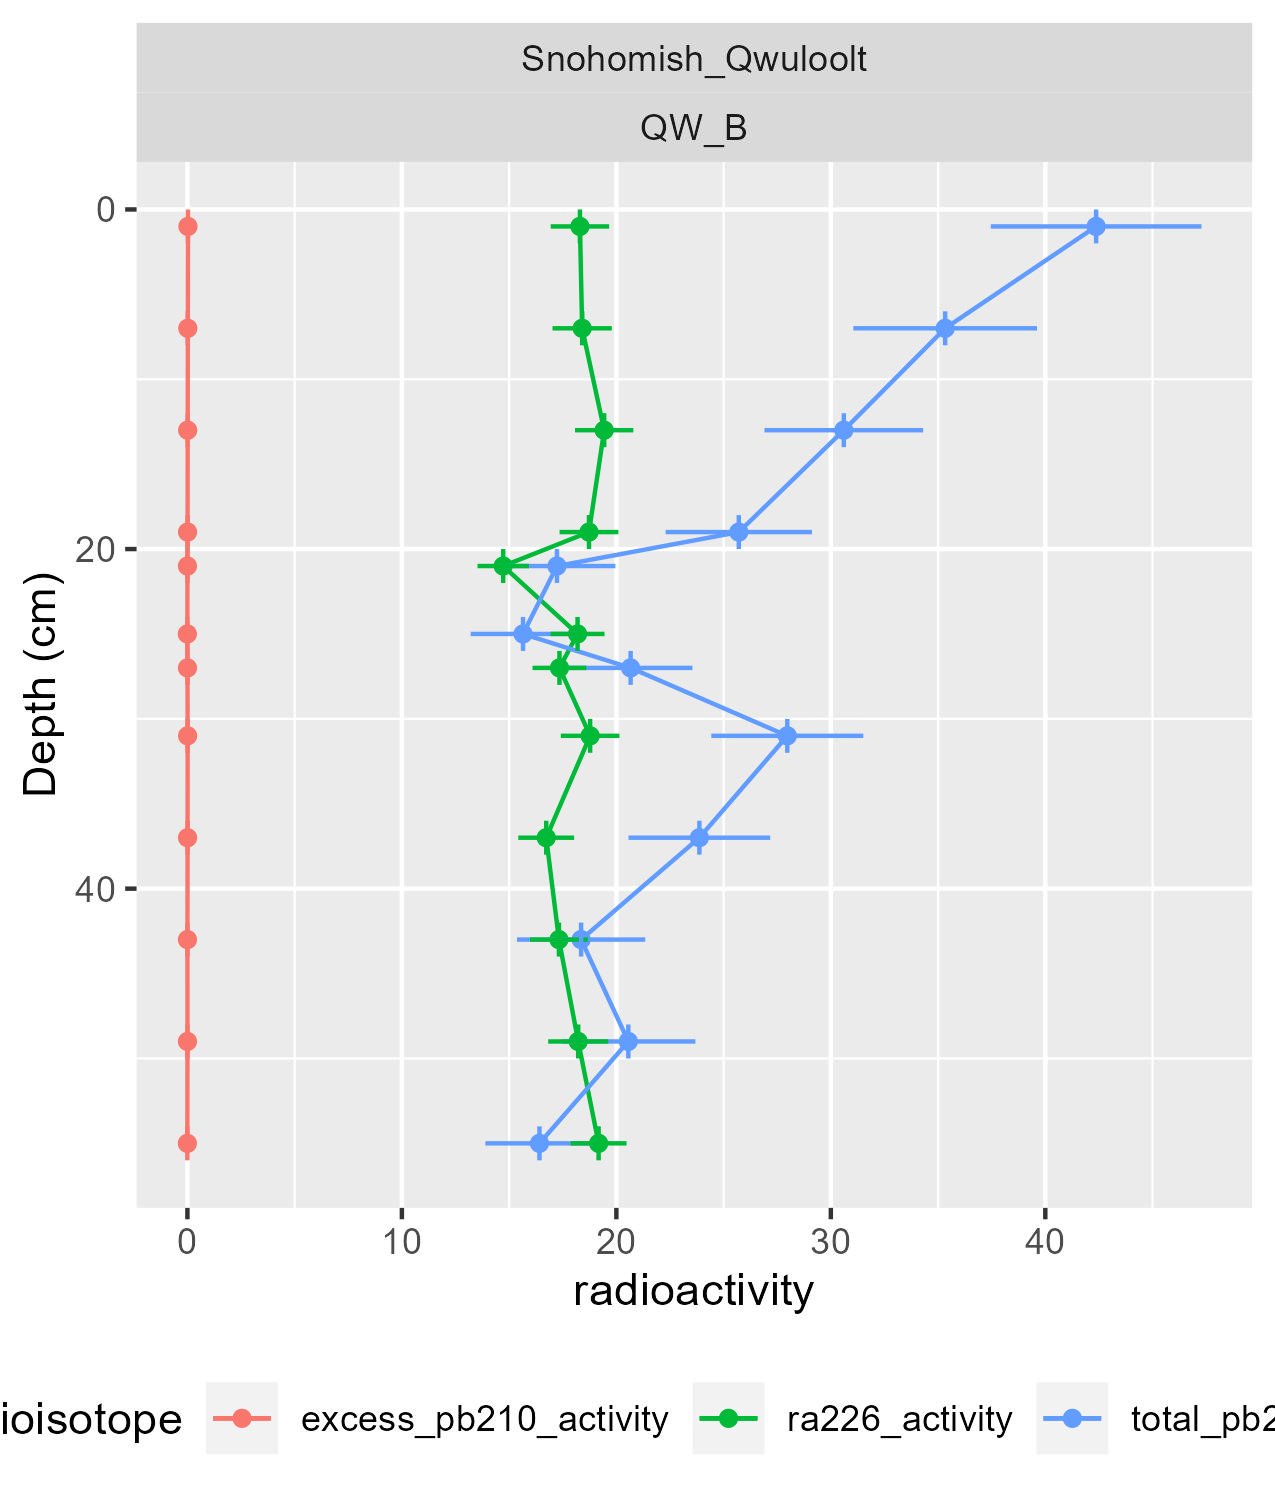 Snohomish_Qwuloolt
QW_B
0
20
40
Depth (cm)
0 10 20 30 40
radioactivity
ioisotope excess_pb210_activity ra226_activity total_pb2